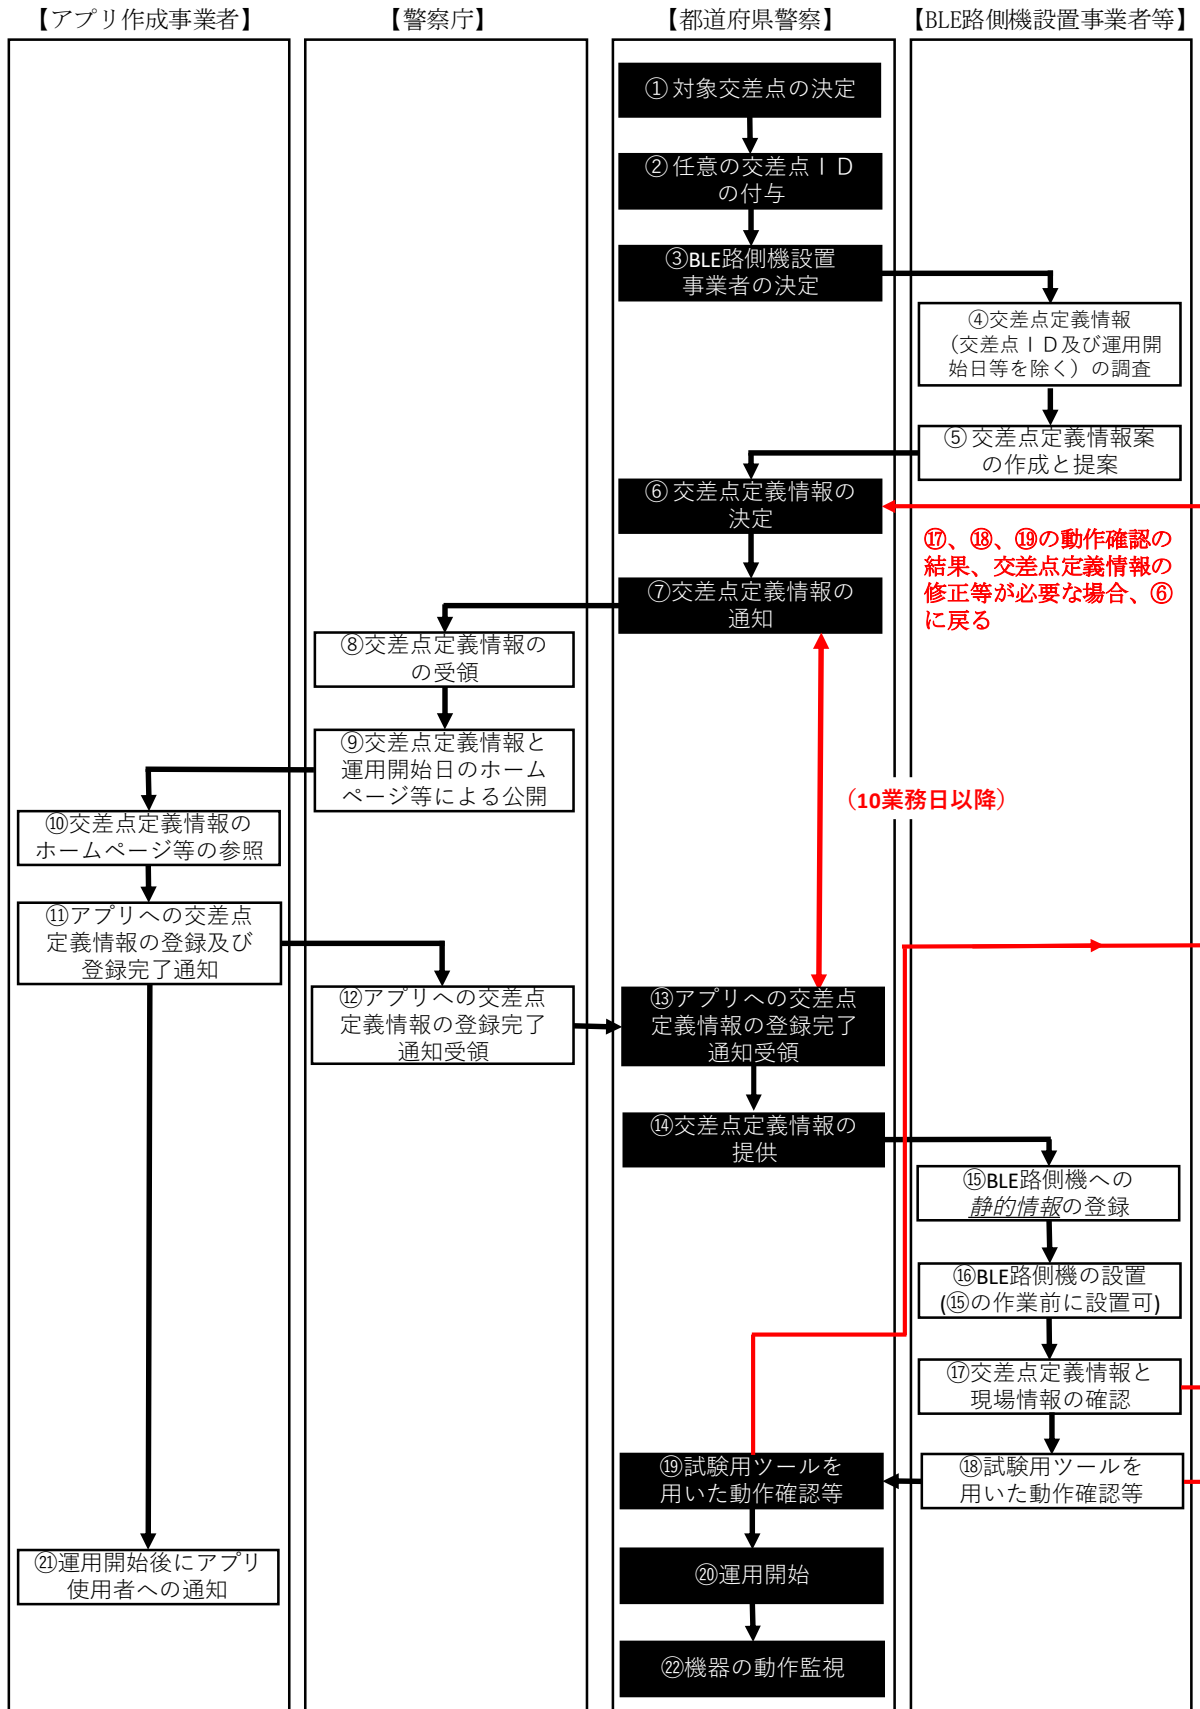 【アプリ作成事業者】
【警察庁】
【都道府県警察】
【BLE路側機設置事業者等】
①対象交差点の決定
②任意の交差点ＩＤ
の付与
③BLE路側機設置
事業者の決定
④交差点定義情報
（交差点ＩＤ及び運用開
始日等を除く）の調査
⑤交差点定義情報案
の作成と提案
⑥交差点定義情報の
決定
⑰、⑱、⑲の動作確認の
結果、交差点定義情報の
修正等が必要な場合、⑥
に戻る
⑦交差点定義情報の
通知
⑧交差点定義情報の
の受領
⑨交差点定義情報と
運用開始日のホーム
ページ等による公開
（10業務日以降）
⑩交差点定義情報の
ホームページ等の参照
⑪アプリへの交差点
定義情報の登録及び
登録完了通知
⑫アプリへの交差点
定義情報の登録完了
通知受領
⑬アプリへの交差点
定義情報の登録完了
通知受領
⑭交差点定義情報の
提供
⑮BLE路側機への
静的情報の登録
⑯BLE路側機の設置
(⑮の作業前に設置可)
⑰交差点定義情報と
現場情報の確認
⑱試験用ツールを
用いた動作確認等
⑲試験用ツールを
用いた動作確認等
⑳運用開始
㉑運用開始後にアプリ
使用者への通知
㉒機器の動作監視